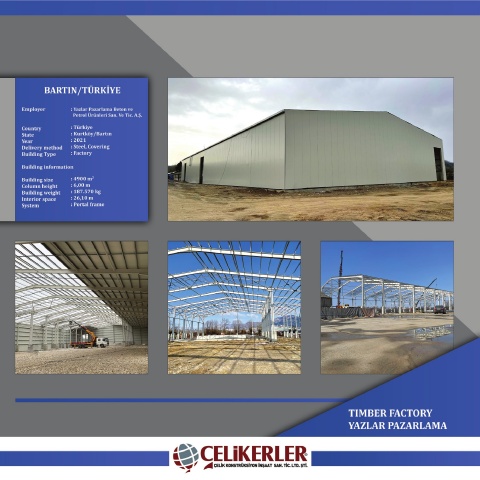 BARTIN/TÜRKİYE
Employer : Yazlar Pazarlama Beton ve
Petrol Ürünleri San. Ve Tic. A.Ş.
Country : Türkiye
State : Kurtköy/Bartın
Year : 2021
Delivery method : Steel, Covering
Building Type : Factory
Building information
Building size : 4900 m²
Column height : 6,00 m
Building weight : 187.570 kg
Interior space : 26,10 m
System : Portal frame
TIMBER FACTORY
YAZLAR PAZARLAMA
ÇELİKERLER
ÇELİK KONSTRÜKSİYON İNŞAAT SAN. TİC. LTD. ŞTİ.